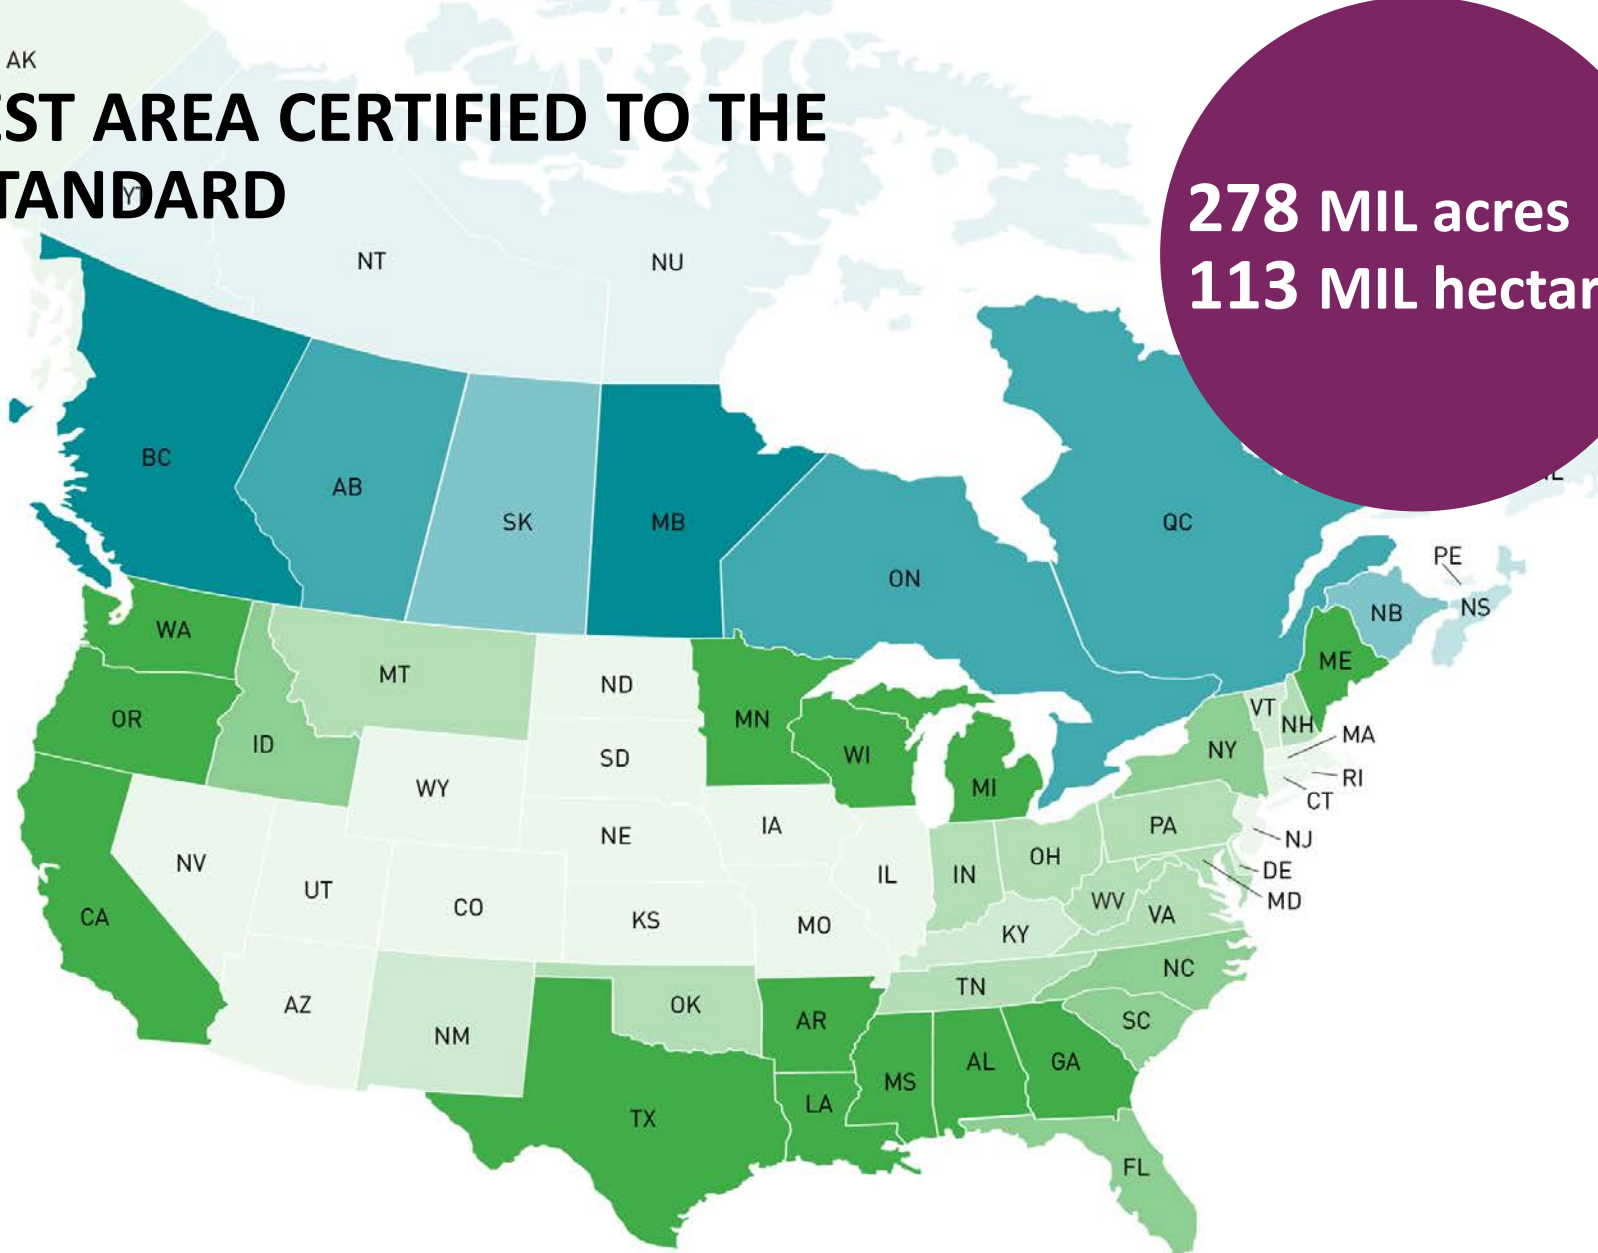 AK
EST AREA CERTIFIED TO THE
TANDARD
YT
278 MIL acres
113 MIL hectar
NT
NU
BC
AB
SK
MB
ON
QC
PE
NB
NS
WA
MT
ND
MN
ME
OR
ID
SD
WI
MI
VT
NH
MA
NY
RI
CT
WY
NE
IA
PA
NJ
NV
UT
CO
KS
IL
IN
OH
DE
MD
WV
VA
CA
MO
KY
NC
TN
AZ
NM
OK
AR
SC
MS
AL
GA
LA
TX
FL